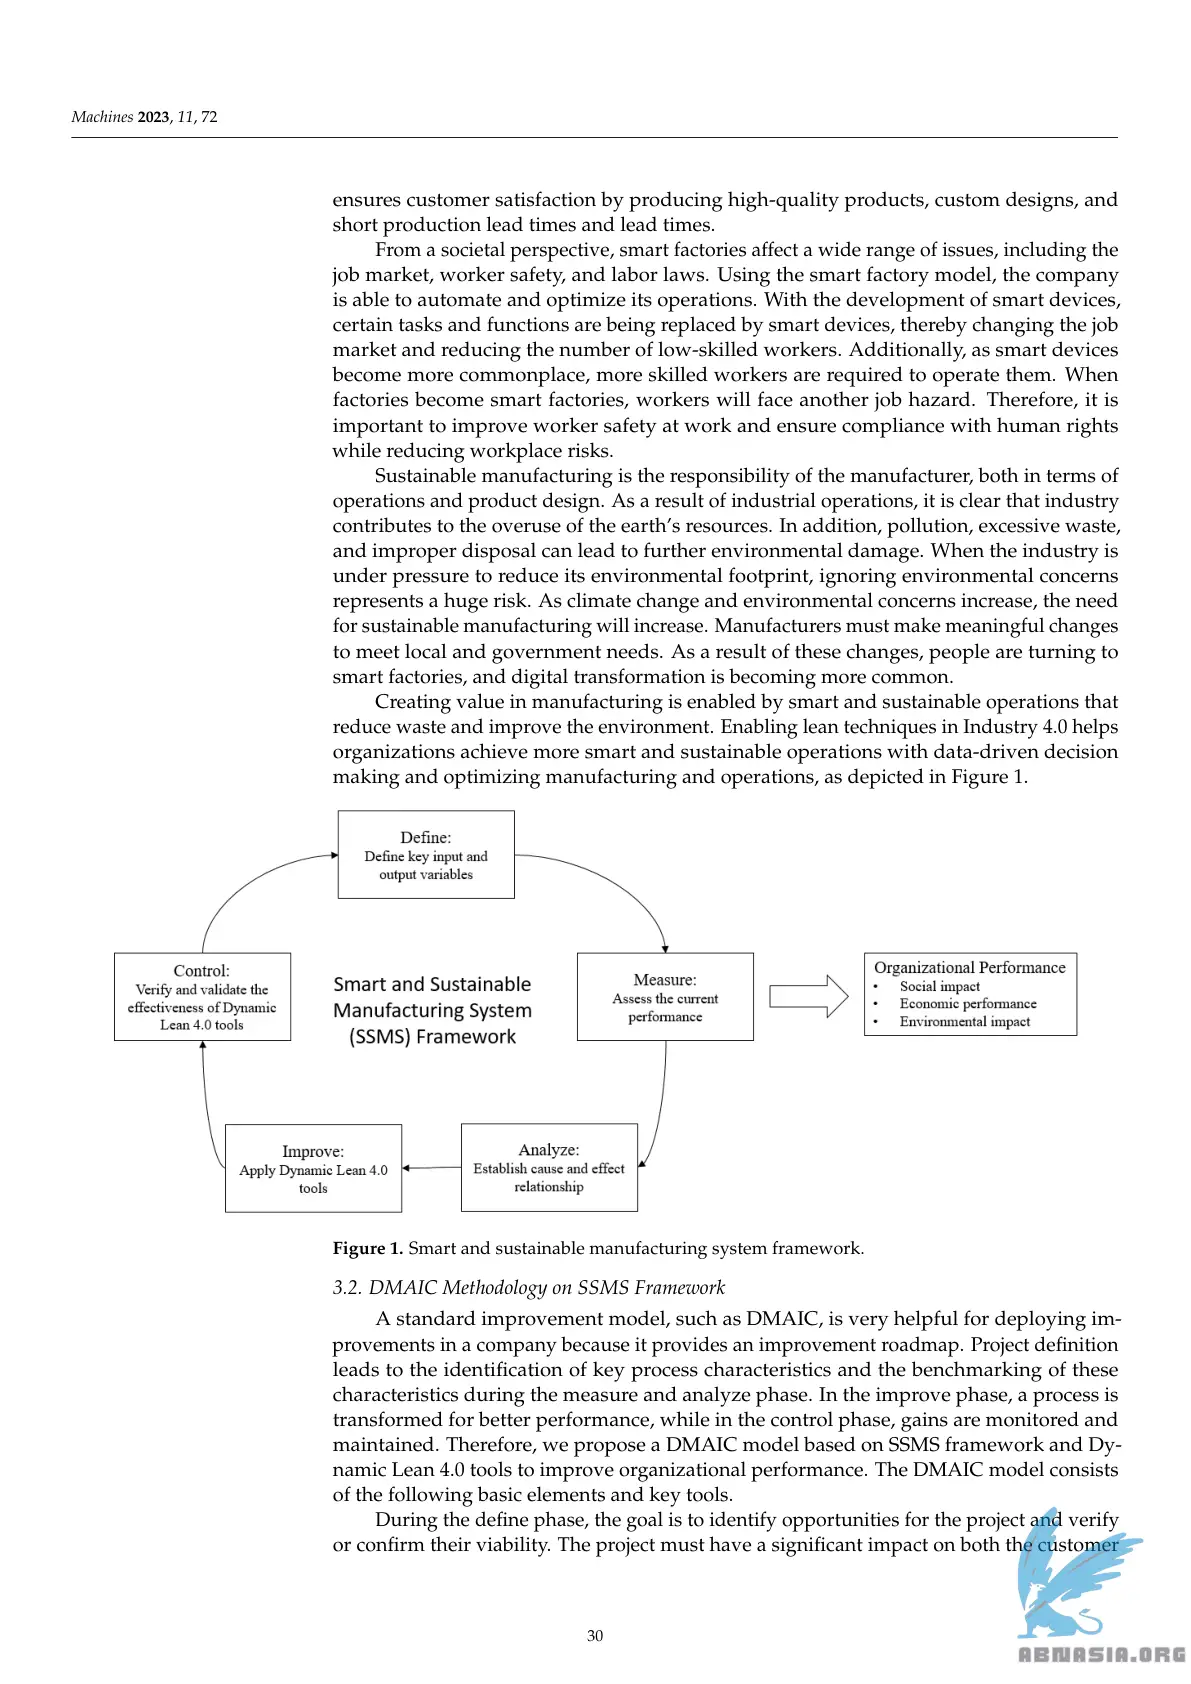 Machines 2023, 11, 72
ensures customer satisfaction by producing high-quality products, custom designs, and
short production lead times and lead times.
From a societal perspective, smart factories affect a wide range of issues, including the
job market, worker safety, and labor laws. Using the smart factory model, the company
is able to automate and optimize its operations. With the development of smart devices,
certain tasks and functions are being replaced by smart devices, thereby changing the job
market and reducing the number of low-skilled workers. Additionally, as smart devices
become more commonplace, more skilled workers are required to operate them. When
factories become smart factories, workers will face another job hazard. Therefore, it is
important to improve worker safety at work and ensure compliance with human rights
while reducing workplace risks.
Sustainable manufacturing is the responsibility of the manufacturer, both in terms of
operations and product design. As a result of industrial operations, it is clear that industry
contributes to the overuse of the earth’s resources. In addition, pollution, excessive waste,
and improper disposal can lead to further environmental damage. When the industry is
under pressure to reduce its environmental footprint, ignoring environmental concerns
represents a huge risk. As climate change and environmental concerns increase, the need
for sustainable manufacturing will increase. Manufacturers must make meaningful changes
to meet local and government needs. As a result of these changes, people are turning to
smart factories, and digital transformation is becoming more common.
Creating value in manufacturing is enabled by smart and sustainable operations that
reduce waste and improve the environment. Enabling lean techniques in Industry 4.0 helps
organizations achieve more smart and sustainable operations with data-driven decision
making and optimizing manufacturing and operations, as depicted in Figure 1.
Define:
Define key input and
output variables
Control:
Verify and validate the
effectiveness of Dynamic
Lean 4.0 tools
Smart and Sustainable
Manufacturing System
(SSMS) Framework
Measure:
Assess the current
performance
Organizational Performance
• Social impact
• Economic performance
• Environmental impact
Improve:
Apply Dynamic Lean 4.0
tools
Analyze:
Establish cause and effect
relationship
Figure 1. Smart and sustainable manufacturing system framework.
3.2. DMAIC Methodology on SSMS Framework
A standard improvement model, such as DMAIC, is very helpful for deploying im-
provements in a company because it provides an improvement roadmap. Project definition
leads to the identification of key process characteristics and the benchmarking of these
characteristics during the measure and analyze phase. In the improve phase, a process is
transformed for better performance, while in the control phase, gains are monitored and
maintained. Therefore, we propose a DMAIC model based on SSMS framework and Dy-
namic Lean 4.0 tools to improve organizational performance. The DMAIC model consists
of the following basic elements and key tools.
During the define phase, the goal is to identify opportunities for the project and verify
or confirm their viability. The project must have a significant impact on both the customer
30
ABNASIA.ORG